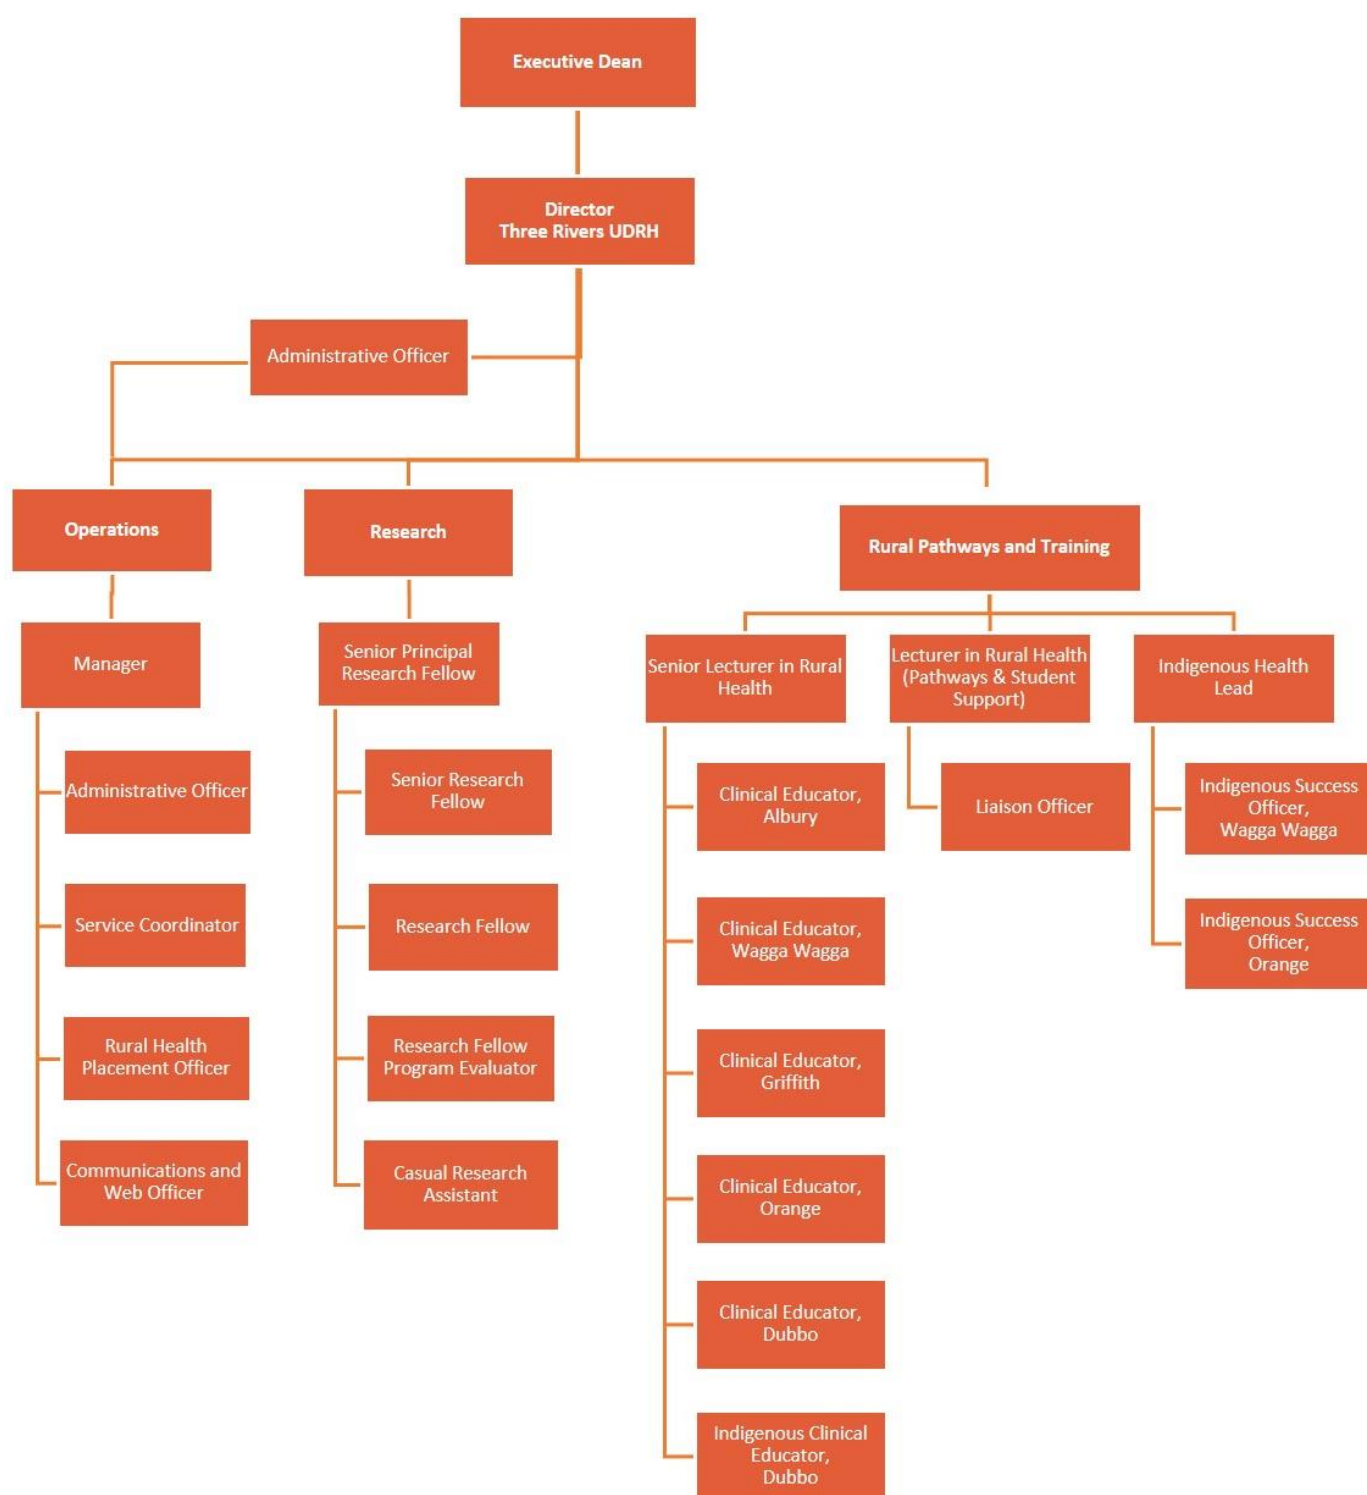 Executive Dean
Director
Three Rivers UDRH
Administrative Officer
Operations
Research
Rural Pathways and Training
Manager
Administrative Officer
Service Coordinator
Rural Health
Placement Officer
Communications and
Web Officer
Senior Principal
Research Fellow
Senior Research
Fellow
Research Fellow
Research Fellow
Program Evaluator
Casual Research
Assistant
Senior Lecturer in Rural
Health
Clinical Educator,
Albury
Clinical Educator,
Wagga Wagga
Clinical Educator,
Griffith
Clinical Educator,
Orange
Clinical Educator,
Dubbo
Indigenous Clinical
Educator,
Dubbo
Lecturer in Rural Health
(Pathways & Student
Support)
Liaison Officer
Indigenous Health
Lead
Indigenous Success
Officer,
Wagga Wagga
Indigenous Success
Officer,
Orange